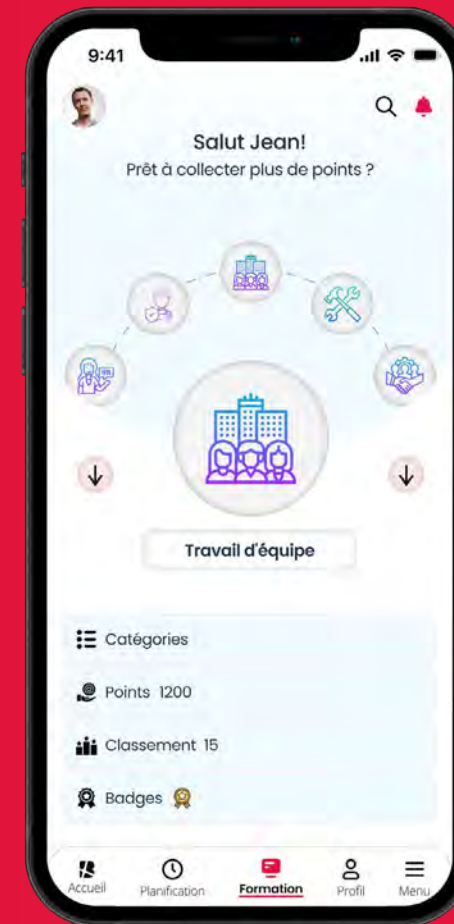 9:41
Salut Jean!
Prêt à collecter plus de points ?
Travail d'équipe
Catégories
Points 1200
Classement 15
Badges
Accueil
Planification
Formation
Profil
Menu